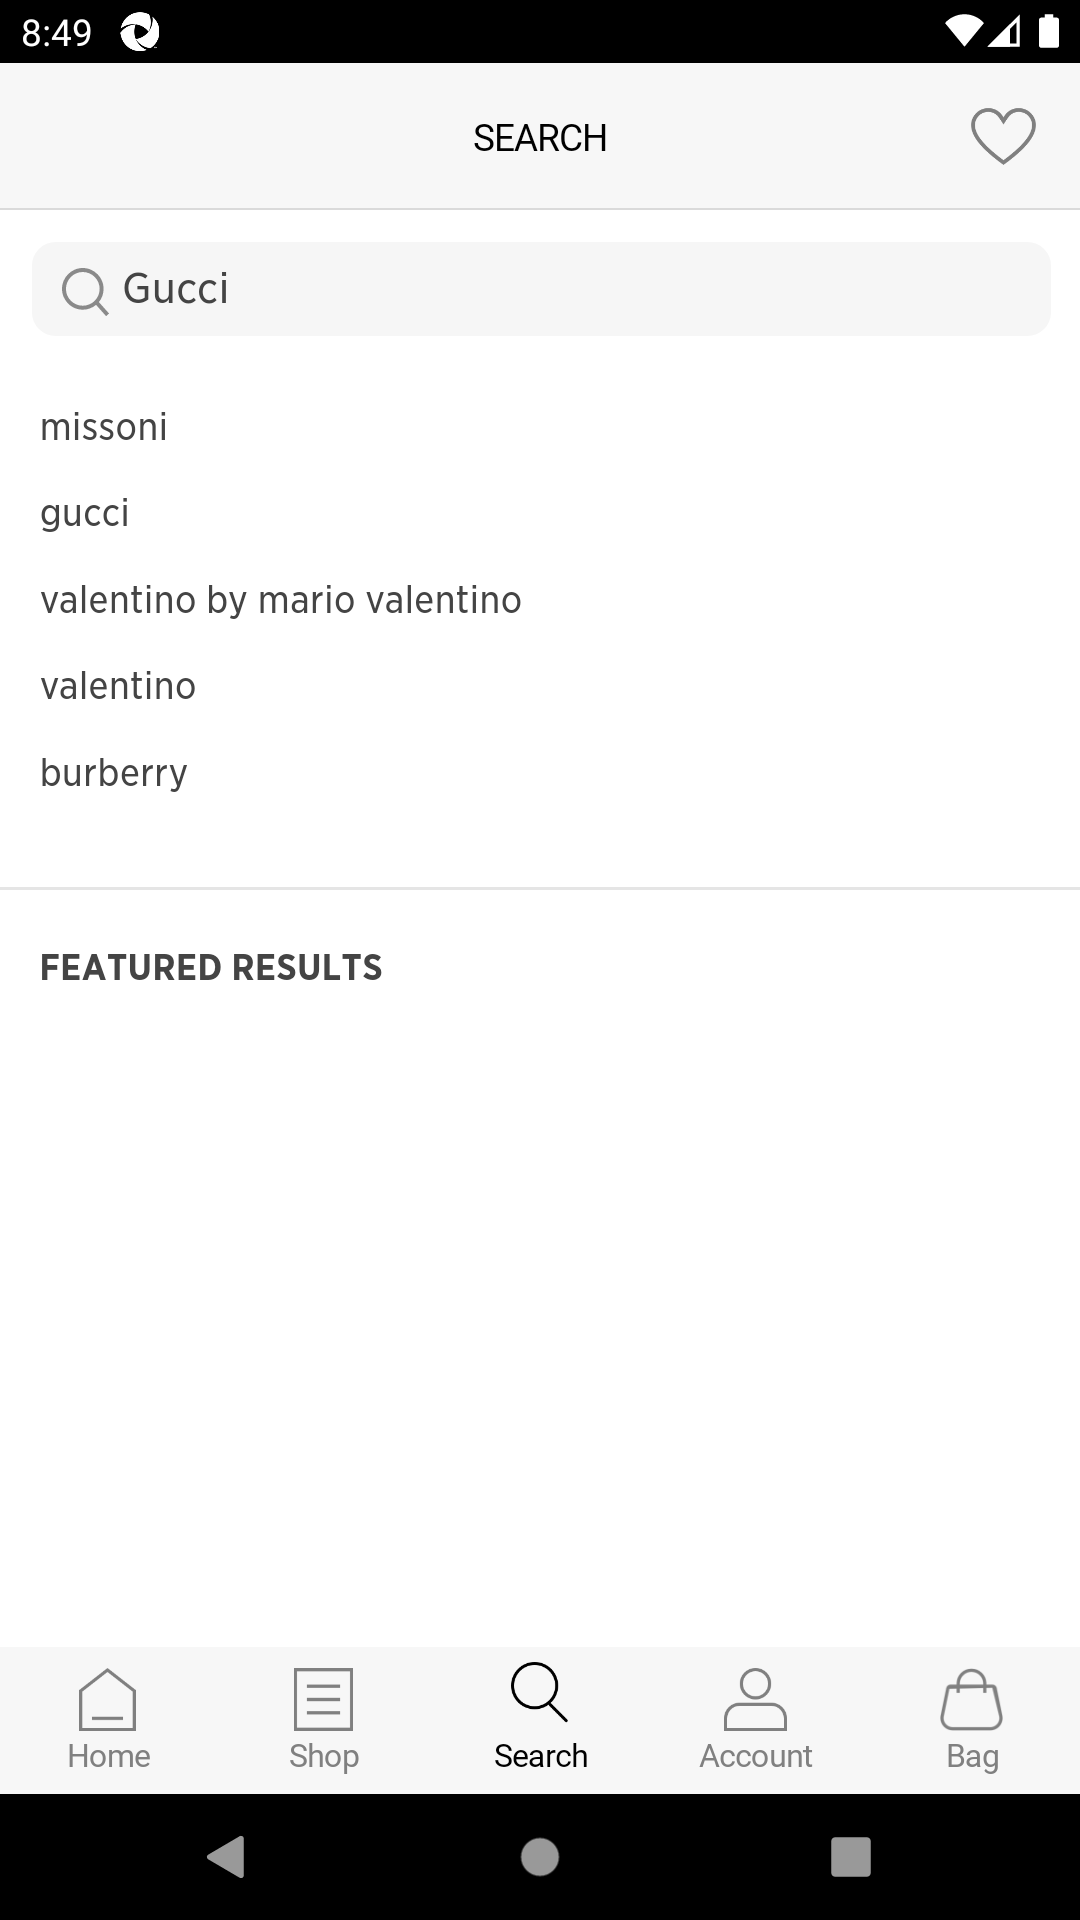 8:49
SEARCH
Gucci
missoni
gucci
valentino by mario valentino
valentino
burberry
FEATURED RESULTS
Home
Shop
Search
Account
Bag